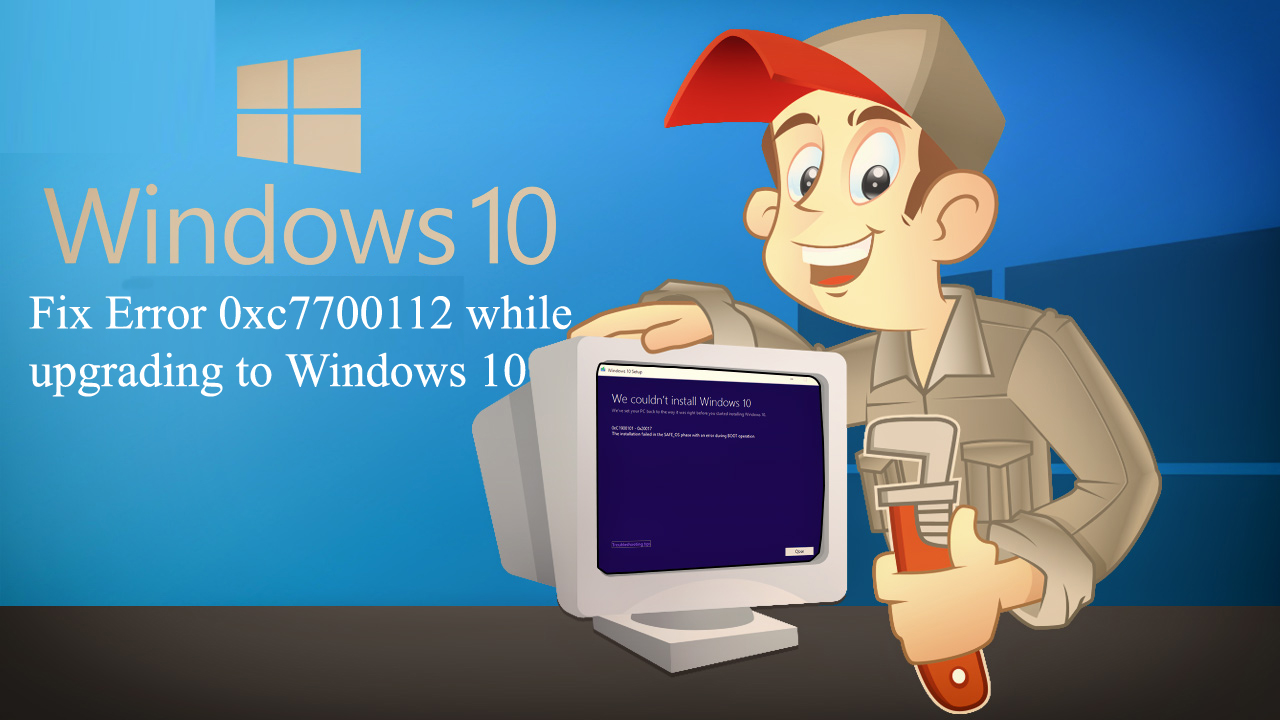 Windows 10
Fix Error 0xc7700112 while
upgrading to Windows 10
Windows 10 Setup
We couldn't install Windows 10
We've set your PC back to the way it was right before you started installing Windows 10.
0xC1900101 - 0x20017
The installation failed in the SAFE_OS phase with an error during BOOT operation
Troubleshooting tips
Close